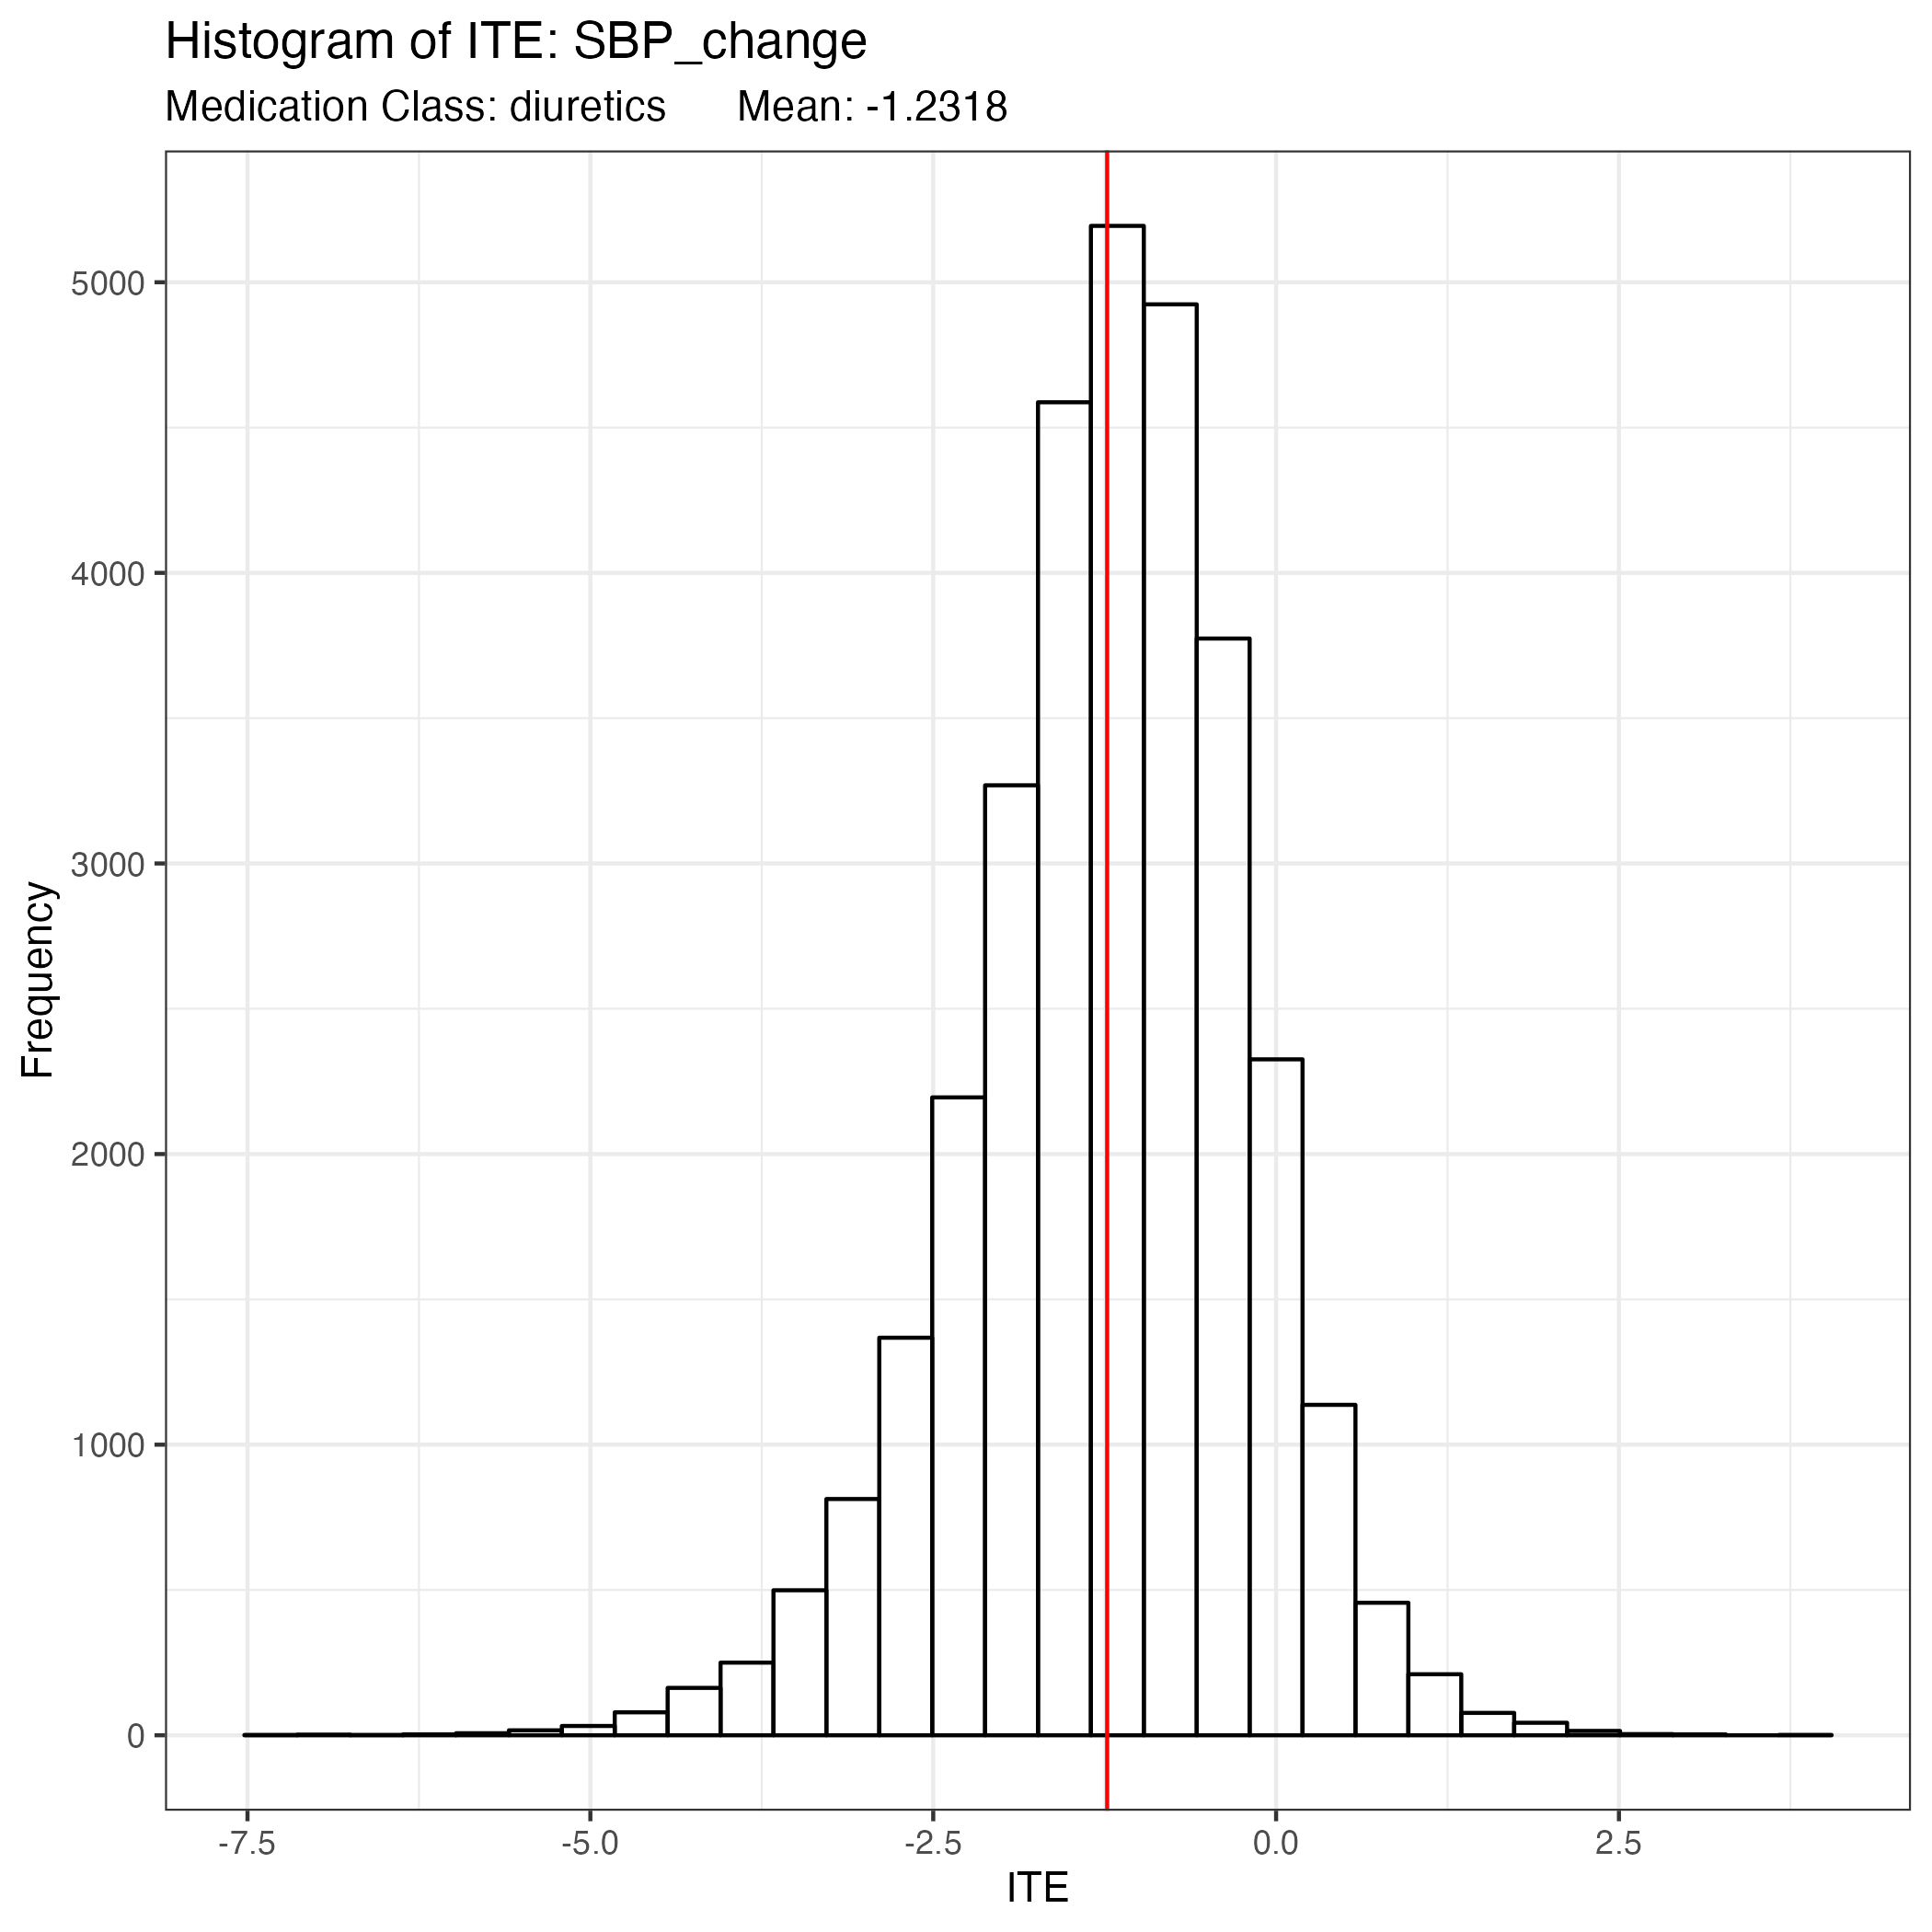 Histogram of ITE: SBP_change
Medication Class: diuretics Mean: -1.2318
5000
4000
3000
2000
1000
0
Frequency
-7.5 -5.0 -2.5 0.0 2.5
ITE